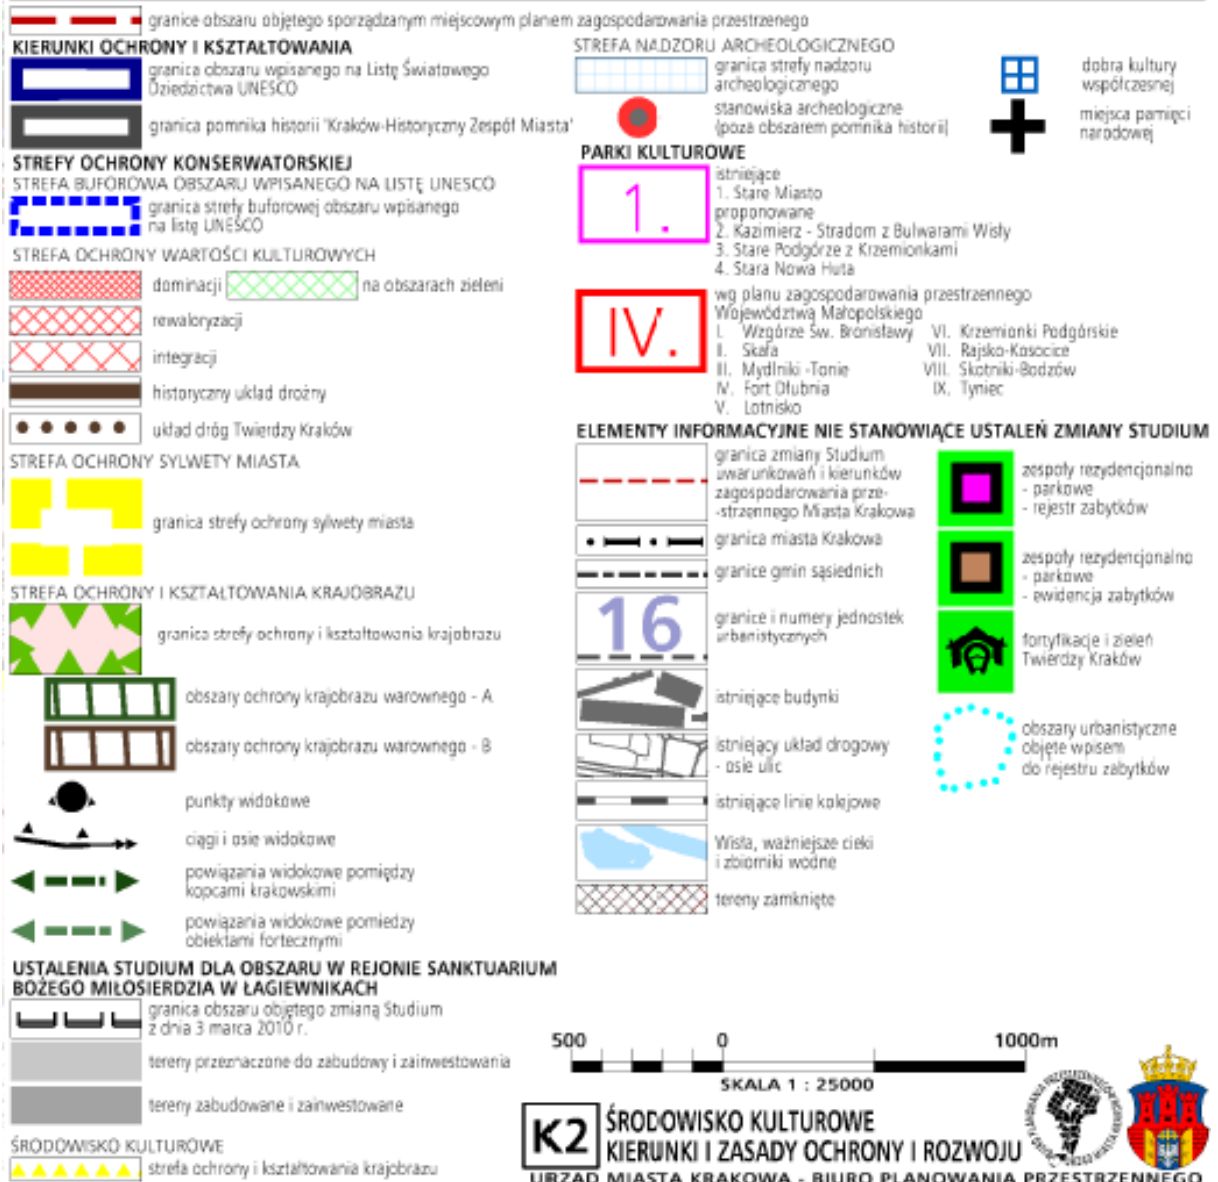 granice obszaru objętego sporządzanym miejscowym planem zagospodarowania przestrzenego
KIERUNKI OCHRONY I KSZTAŁTOWANIA
granica obszaru wpisanego na Listę Światowego
Dziedzictwa UNESCO
granica pomnika historii 'Kraków-Historyczny Zespół Miasta'
STREFY OCHRONY KONSERWATORSKIEJ
STREFA BUFOROWA OBSZARU WPISANEGO NA LISTĘ UNESCO
granica strefy buforowej obszaru wpisanego
na listę UNESCO
STREFA OCHRONY WARTOŚCI KULTUROWYCH
dominacji
na obszarach zieleni
rewaloryzacji
integracji
historyczny układ drożny
układ dróg Twierdzy Kraków
STREFA OCHRONY SYLWETY MIASTA
granica strefy ochrony sylwety miasta
STREFA OCHRONY I KSZTAŁTOWANIA KRAJOBRAZU
granica strefy ochrony i kształtowania krajobrazu
obszary ochrony krajobrazu warownego - A
obszary ochrony krajobrazu warownego - B
punkty widokowe
ciągi i osie widokowe
powiązania widokowe pomiędzy
kopcami krakowskimi
powiązania widokowe pomiedzy
obiektami fortecznymi
USTALENIA STUDIUM DLA OBSZARU W REJONIE SANKTUARIUM
BOŻEGO MIŁOSIERDZIA W ŁAGIEWNIKACH
granica obszaru objętego zmianą Studium
z dnia 3 marca 2010 r.
tereny przeznaczone do zabudowy i zainwestowania
tereny zabudowane i zainwestowane
ŚRODOWISKO KULTUROWE
strefa ochrony i kształtowania krajobrazu
STREFA NADZORU ARCHEOLOGICZNEGO
granica strefy nadzoru
archeologicznego
stanowiska archeologiczne
(poza obszarem pomnika historii)
dobra kultury
współczesnej
miejsca pamięci
narodowej
PARKI KULTUROWE
1.
istniejące
1. Stare Miasto
proponowane
2. Kazimierz - Stradom z Bulwarami Wisły
3. Stare Podgórze z Krzemionkami
4. Stara Nowa Huta
IV.
wg planu zagospodarowania przestrzennego
Województwa Małopolskiego
I. Wzgórze Św. Bronisławy
II. Skała
III. Mydlniki -Tonie
IV. Fort Dłubnia
V. Lotnisko
VI. Krzemionki Podgórskie
VII. Rajsko-Kosocice
VIII. Skotniki-Bodzów
IX. Tyniec
ELEMENTY INFORMACYJNE NIE STANOWIĄCE USTALEŃ ZMIANY STUDIUM
granica zmiany Studium
uwarunkowań i kierunków
zagospodarowania prze-
-strzennego Miasta Krakowa
granica miasta Krakowa
granice gmin sąsiednich
16
granice i numery jednostek
urbanistycznych
istniejące budynki
istniejący układ drogowy
- osie ulic
istniejące linie kolejowe
Wisła, ważniejsze cieki
i zbiorniki wodne
tereny zamknięte
zespoły rezydencjonalno
- parkowe
- rejestr zabytków
zespoły rezydencjonalno
- parkowe
- ewidencja zabytków
fortyfikacje i zieleń
Twierdzy Kraków
obszary urbanistyczne
objęte wpisem
do rejestru zabytków
500 0 1000m
SKALA 1 : 25000
K2
ŚRODOWISKO KULTUROWE
KIERUNKI I ZASADY OCHRONY I ROZWOJU
URZĄD MIASTA KRAKOWA - BIURO PLANOWANIA PRZESTRZENNEGO